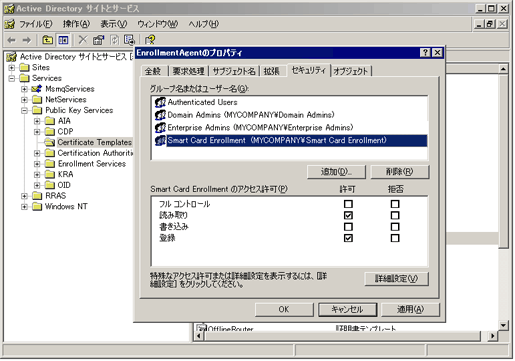 Active Directory サイトとサービス
ファイル(F) 操作(A) 表示(V) ウィンドウ(W) ヘルプ(H)
Active Directory サイトとサービス [
Sites
Services
MsmqServices
NetServices
Public Key Services
AIA
CDP
Certificate Templates
Certification Authoritie
Enrollment Services
KRA
OID
RRAS
Windows NT
EnrollmentAgentのプロパティ
全般 要求処理 サブジェクト名 拡張 セキュリティ オブジェクト
グループ名またはユーザー名(G):
Authenticated Users
Domain Admins (MYCOMPANY¥Domain Admins)
Enterprise Admins (MYCOMPANY¥Enterprise Admins)
Smart Card Enrollment (MYCOMPANY¥Smart Card Enrollment)
追加(D)... 削除(R)
Smart Card Enrollment のアクセス許可(P) 許可 拒否
フル コントロール
読み取り
書き込み
登録
特殊なアクセス許可または詳細設定を表示するには、[詳
細設定] をクリックしてください。
詳細設定(V)
OK キャンセル 適用(A)
OfflineRouter 証明書テンプレート